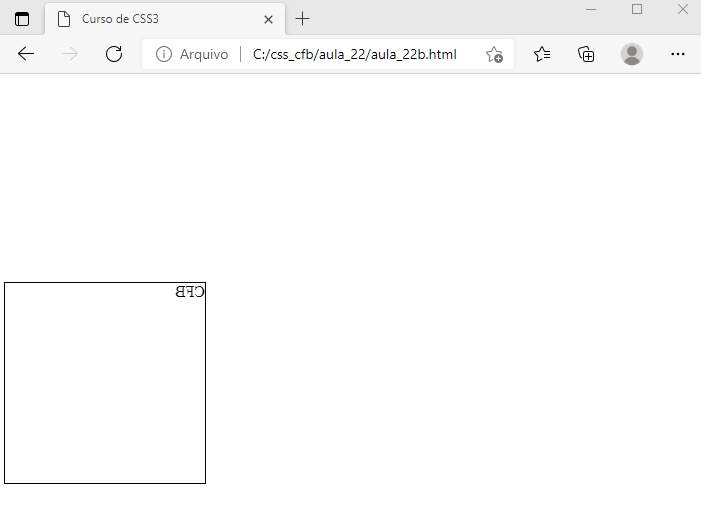 Curso de CSS3
Arquivo C:/css_cfb/aula_22/aula_22b.html
CFB